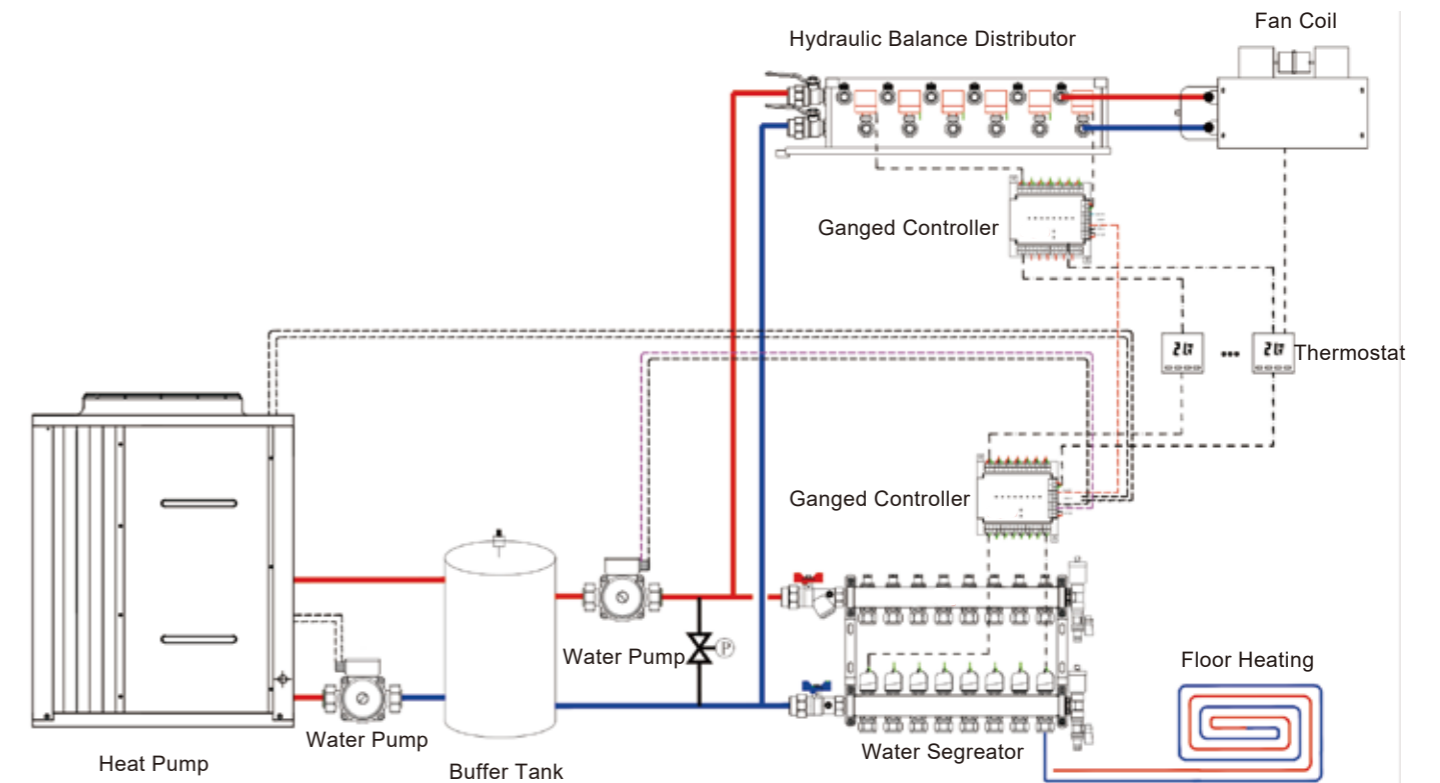 Fan Coil
Hydraulic Balance Distributor
Ganged Controller
Thermostat
Ganged Controller
Water Pump
P
Floor Heating
Water Pump
Water Segreator
Heat Pump
Buffer Tank